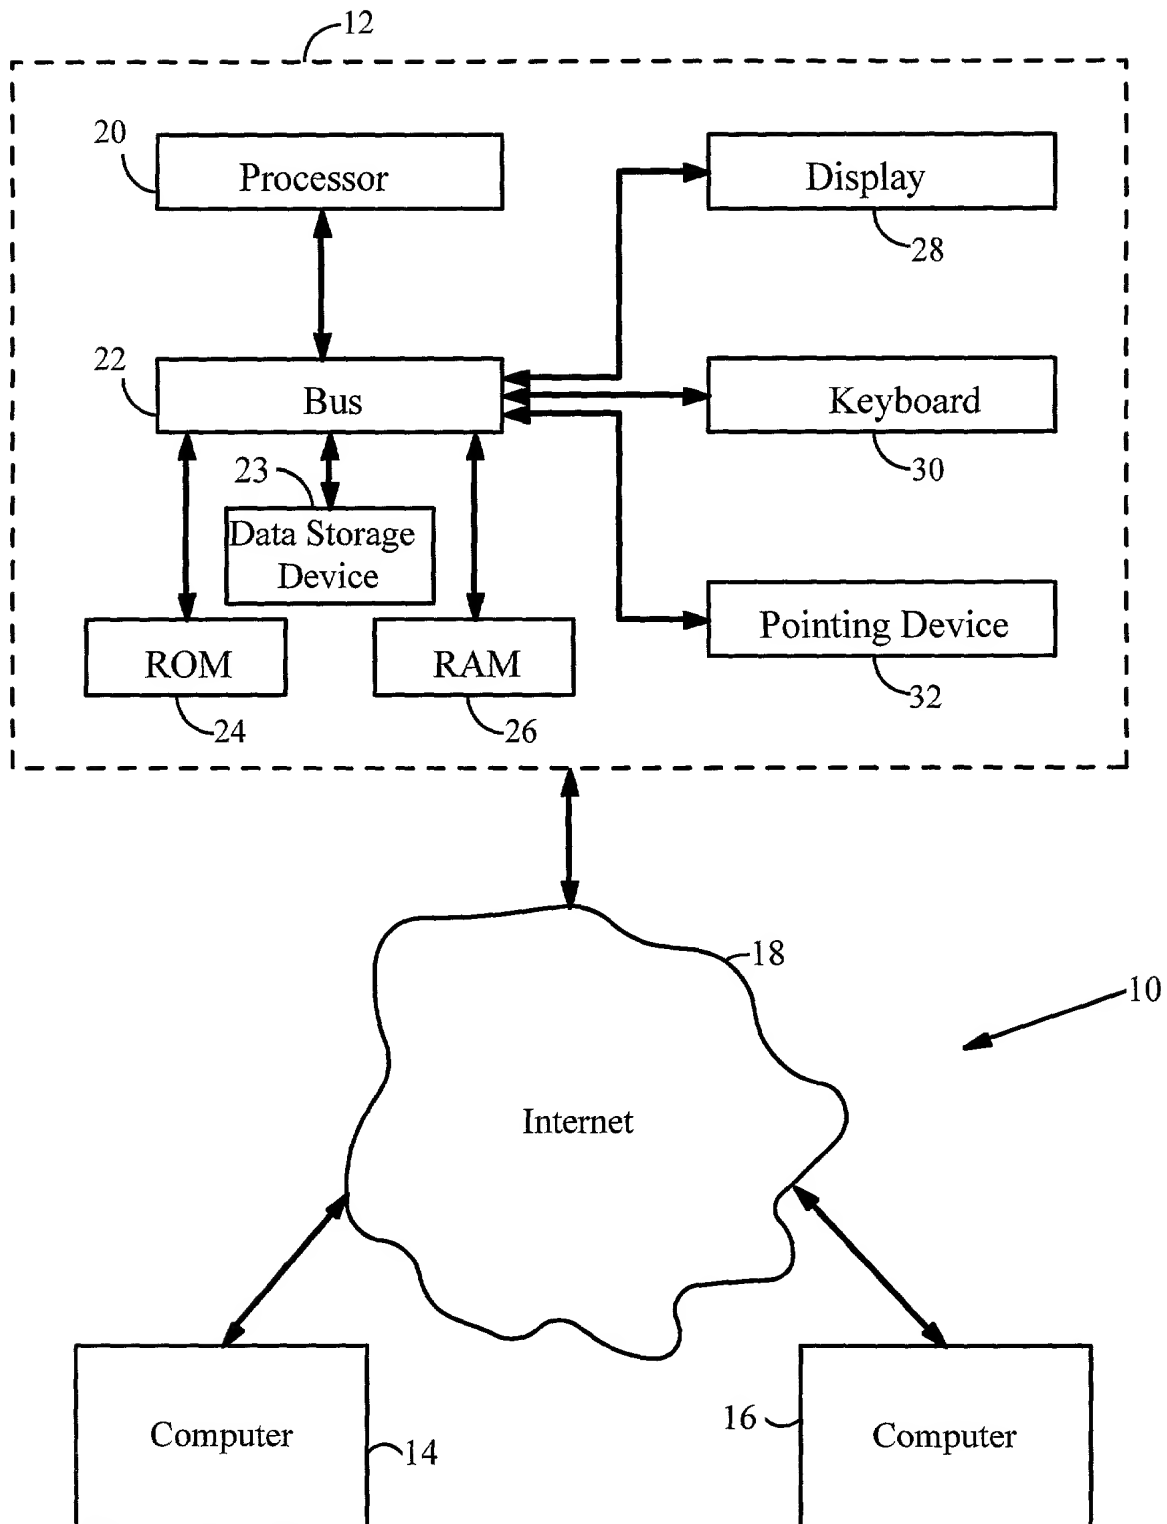 12
20
Processor
Display
28
22
Bus
Keyboard
30
23
Data Storage
Device
Pointing Device
32
ROM
24
RAM
26
18
10
Internet
Computer
14
16
Computer